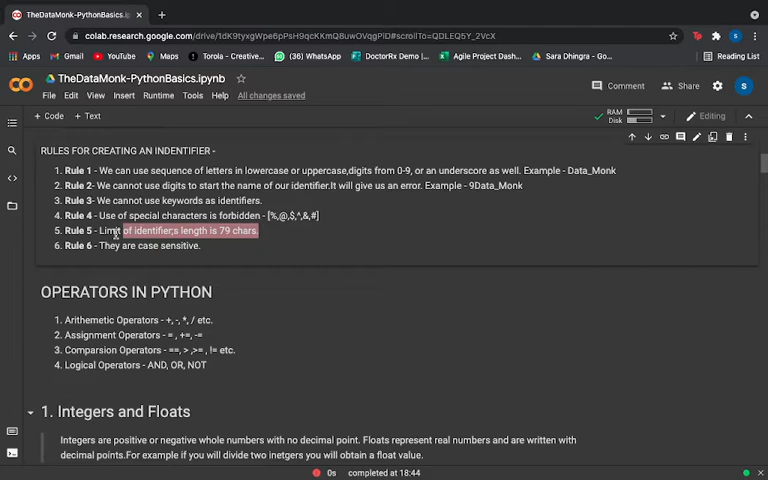 TheDataMonk-PythonBasics.ipynb
colab.research.google.com/drive/1dK9tyxgWpe6pPsH9qcKKmQ8uwOVqgPlD#scrollTo=QDLEQ5Y_2VcX
Apps Gmail YouTube Maps Torola - Creative... (36) WhatsApp DoctorRx Demo |... Agile Project Dash... Sara Dhingra - Go... Reading List
TheDataMonk-PythonBasics.ipynb
Comment Share S
File Edit View Insert Runtime Tools Help All changes saved
+ Code + Text RAM Disk Editing
RULES FOR CREATING AN INDENTIFIER -
1. Rule 1 - We can use sequence of letters in lowercase or uppercase,digits from 0-9, or an underscore as well. Example - Data_Monk
2. Rule 2- We cannot use digits to start the name of our identifier.It will give us an error. Example - 9Data_Monk
3. Rule 3- We cannot use keywords as identifiers.
4. Rule 4 - Use of special characters is forbidden - [%,@,$,^,&,#]
5. Rule 5 - Limit of identifier;s length is 79 chars.
6. Rule 6 - They are case sensitive.
OPERATORS IN PYTHON
1. Arithemetic Operators - +, -, *, / etc.
2. Assignment Operators - = , +=, -=
3. Comparsion Operators - ==, > ,>= , != etc.
4. Logical Operators - AND, OR, NOT
1. Integers and Floats
Integers are positive or negative whole numbers with no decimal point. Floats represent real numbers and are written with
decimal points.For example if you will divide two inetgers you will obtain a float value.
0s completed at 18:44